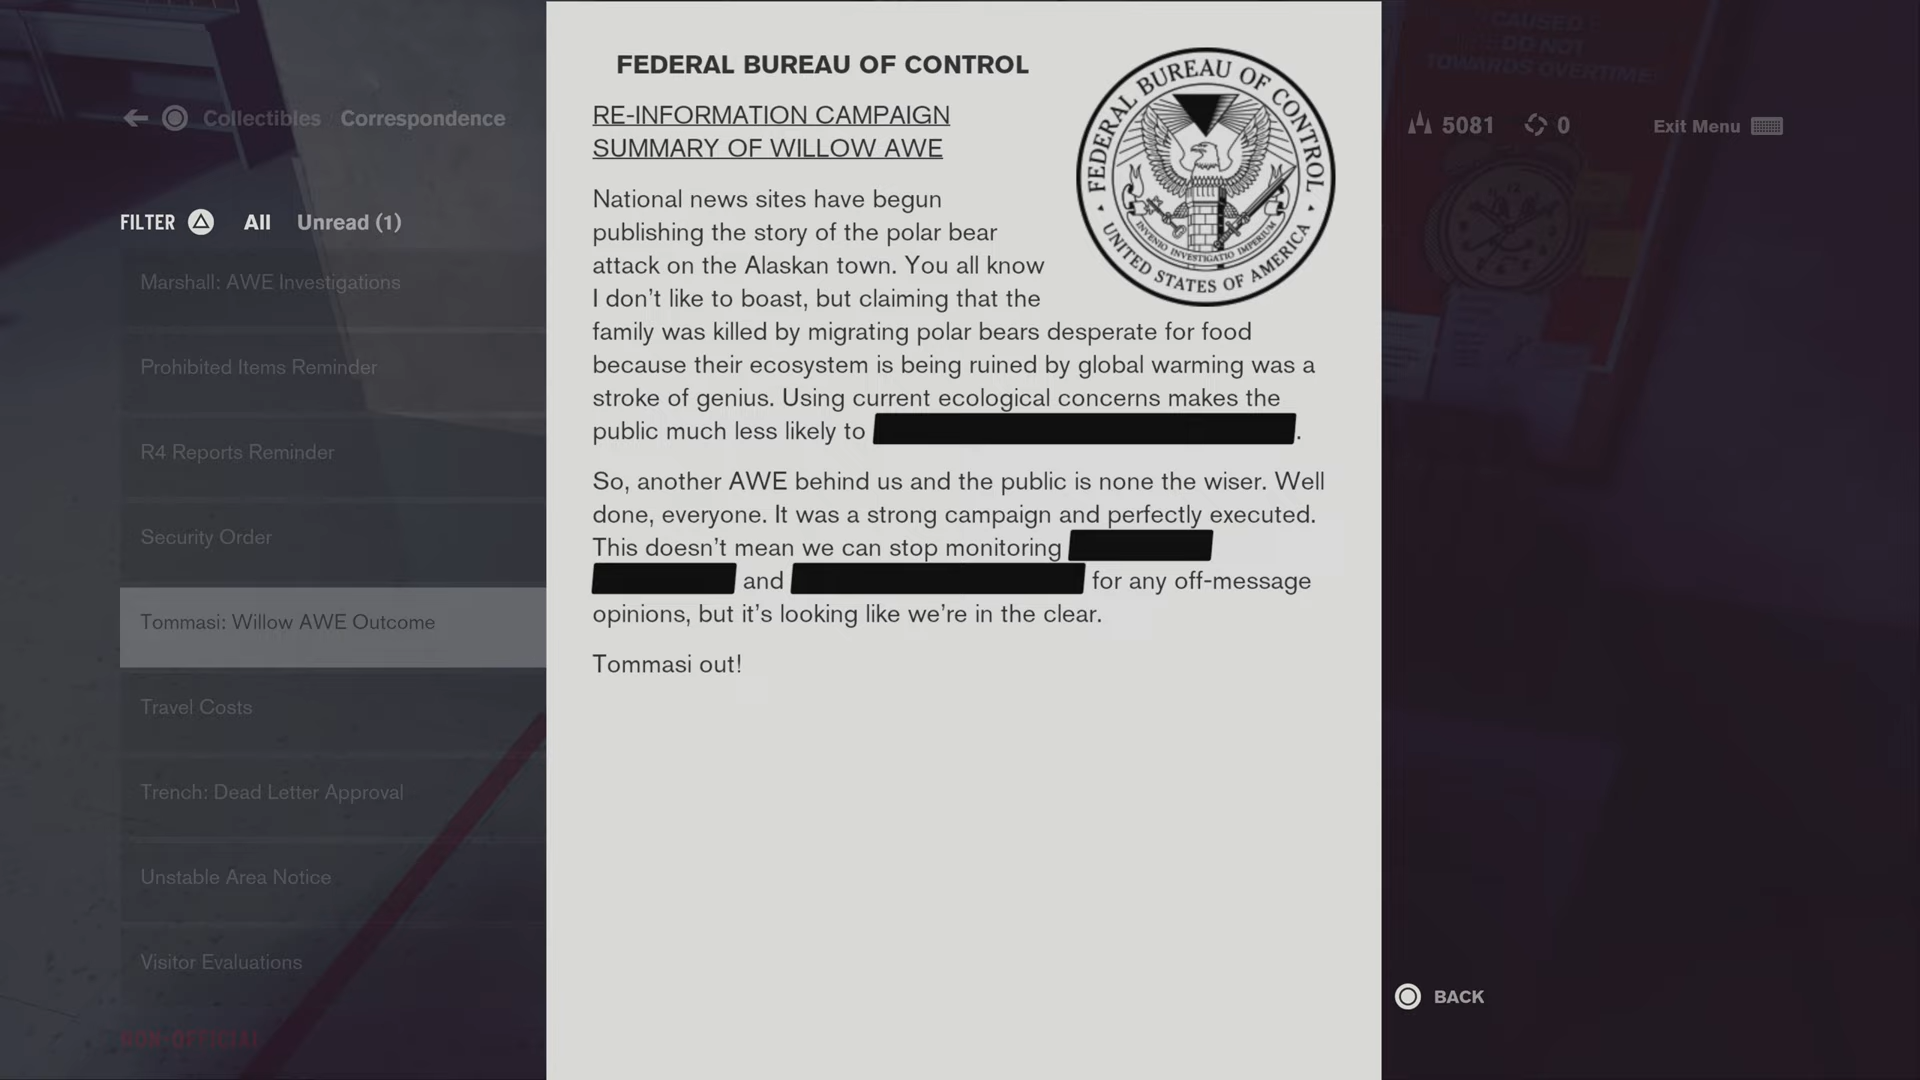 CAUSED
DO NOT
TOWARDS OVERTIME
Collectibles / Correspondence
5081
0
Exit Menu
FILTER All Unread (1)
Marshall: AWE Investigations
Prohibited Items Reminder
R4 Reports Reminder
Security Order
Tommasi: Willow AWE Outcome
Travel Costs
Trench: Dead Letter Approval
Unstable Area Notice
Visitor Evaluations
FEDERAL BUREAU OF CONTROL
FEDERAL BUREAU OF CONTROL
INVENIO INVESTIGATIO IMPERIUM
UNITED STATES OF AMERICA
RE-INFORMATION CAMPAIGN
SUMMARY OF WILLOW AWE
National news sites have begun
publishing the story of the polar bear
attack on the Alaskan town. You all know
I don't like to boast, but claiming that the
family was killed by migrating polar bears desperate for food
because their ecosystem is being ruined by global warming was a
stroke of genius. Using current ecological concerns makes the
public much less likely to .
So, another AWE behind us and the public is none the wiser. Well
done, everyone. It was a strong campaign and perfectly executed.
This doesn't mean we can stop monitoring
and for any off-message
opinions, but it's looking like we're in the clear.
Tommasi out!
BACK